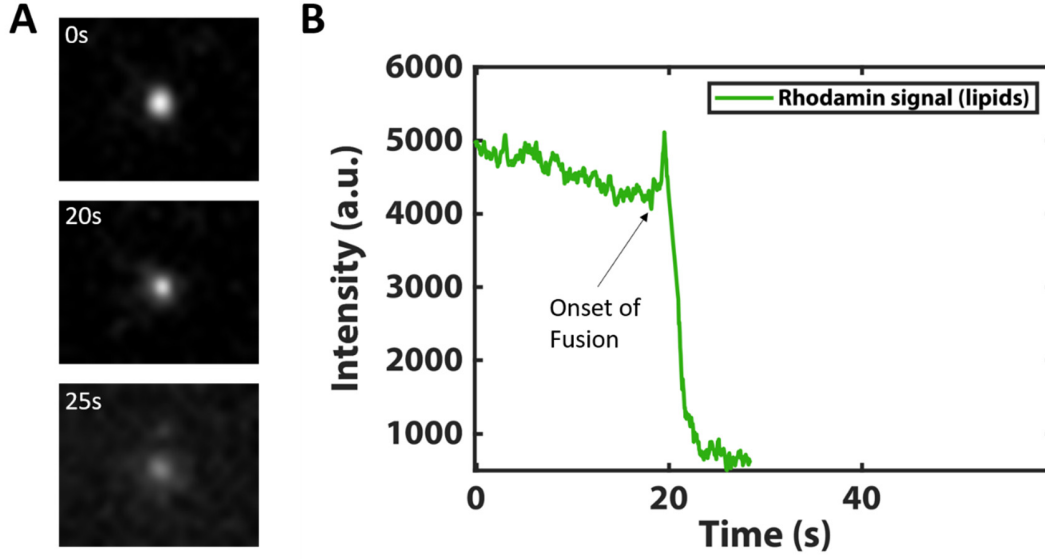 A
0s
20s
25s
B
6000
5000
4000
3000
2000
1000
Intensity (a.u.)
Rhodamin signal (lipids)
Onset of
Fusion
0
20
40
Time (s)